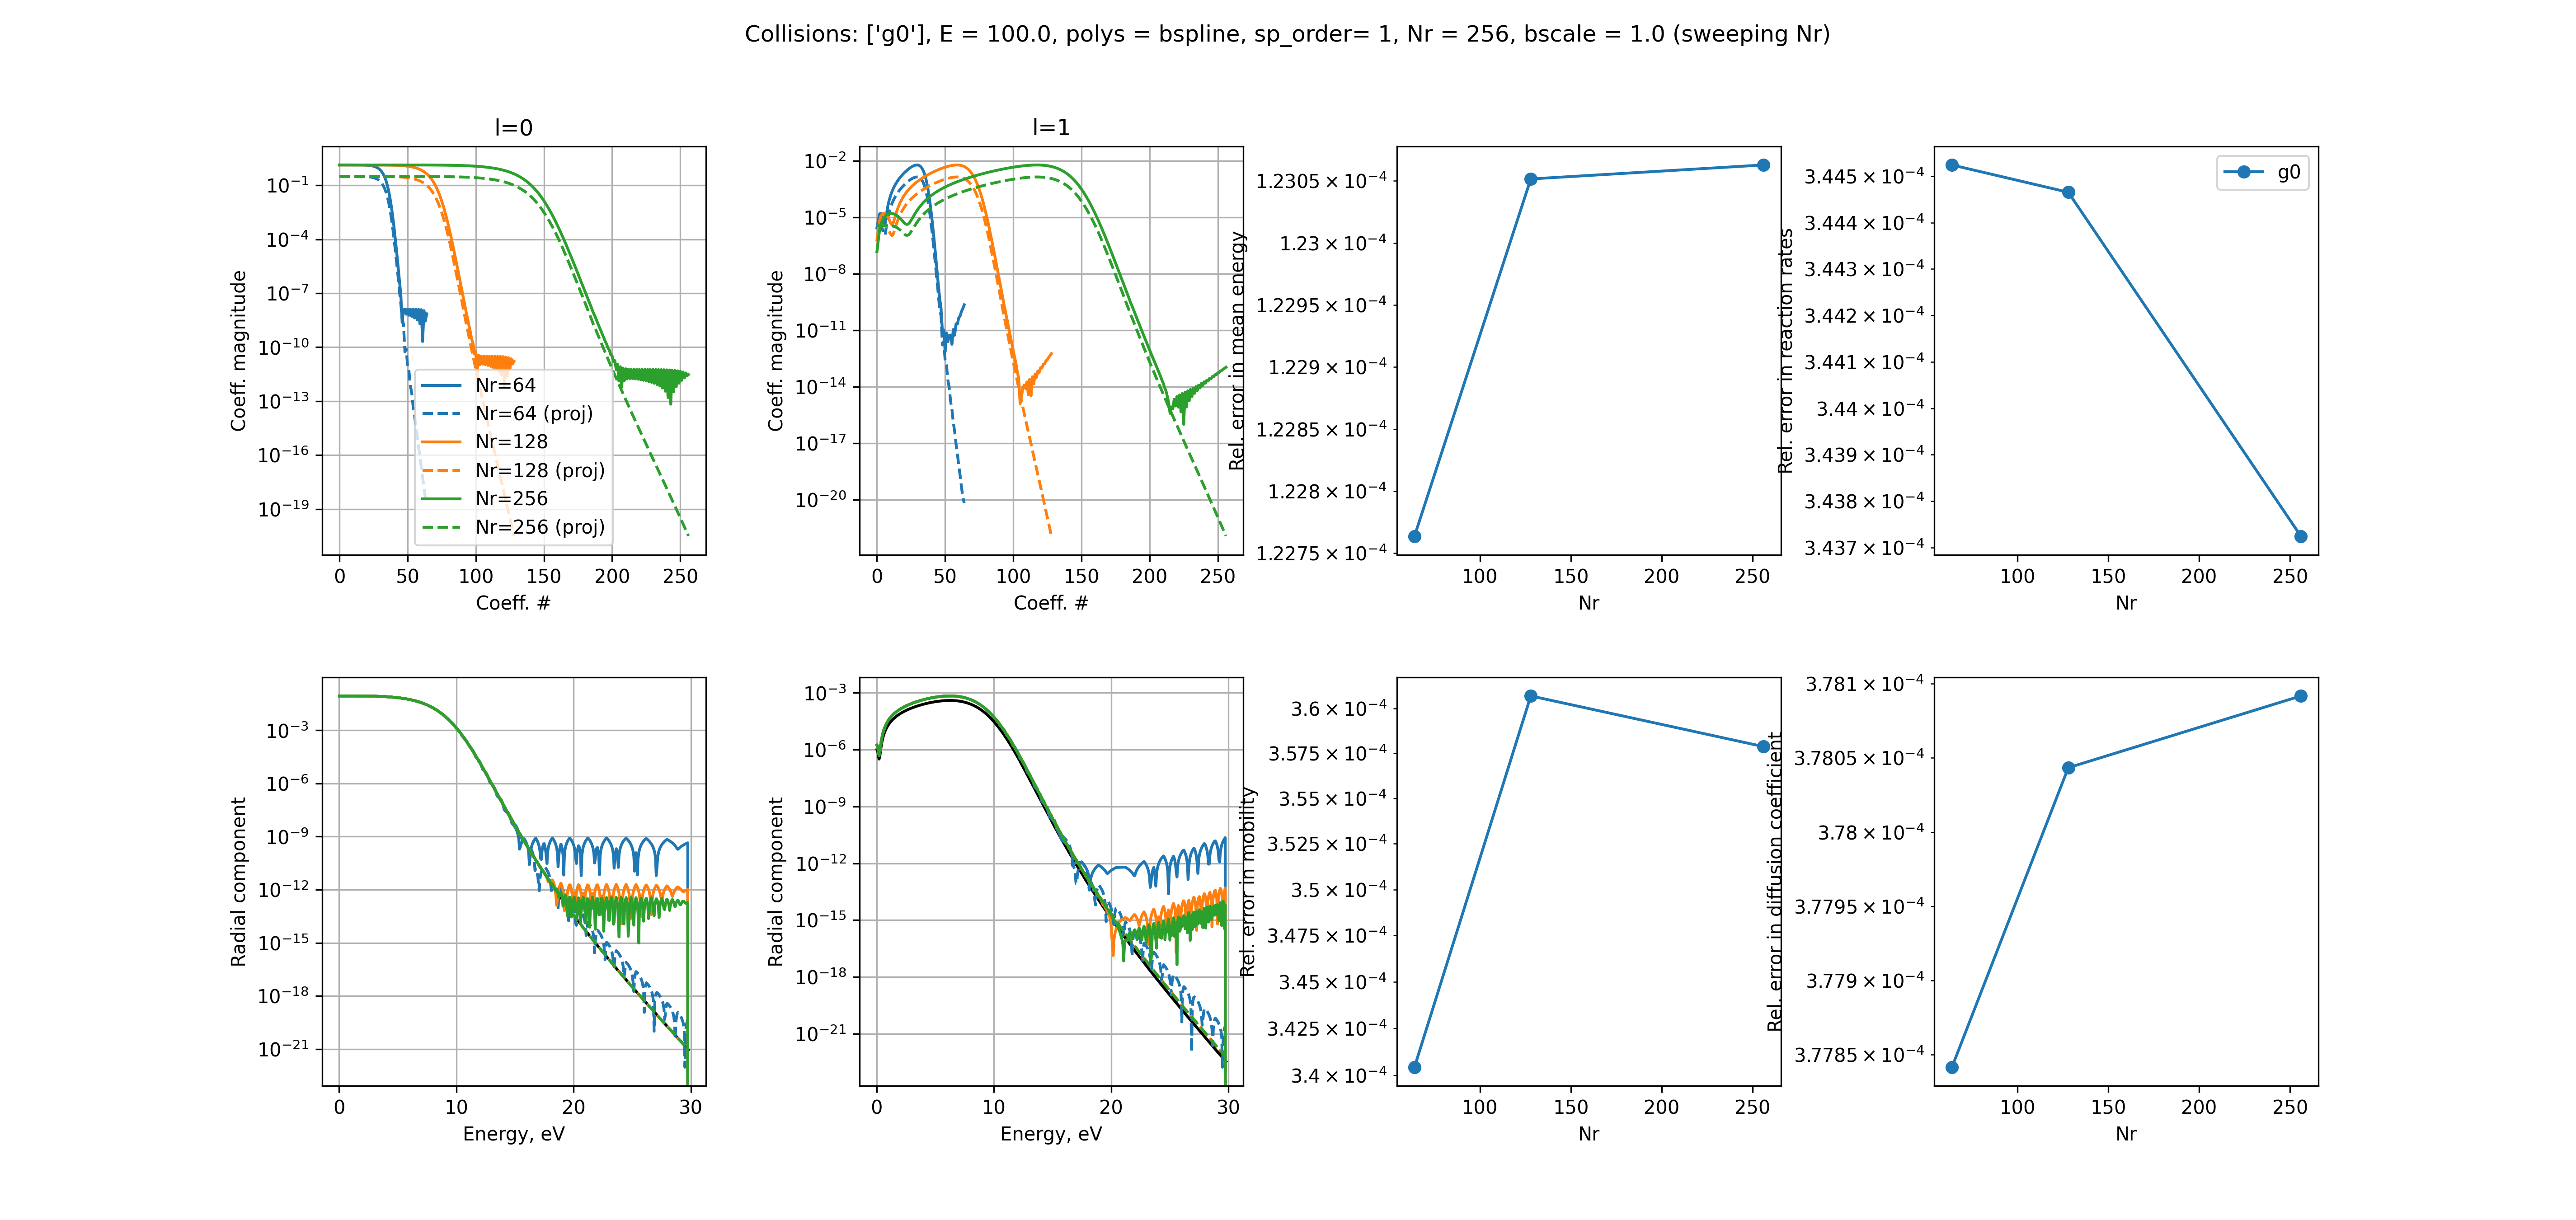 Collisions: ['g0'], E = 100.0, polys = bspline, sp_order= 1, Nr = 256, bscale = 1.0 (sweeping Nr)
l=0
Coeff. magnitude
10⁻¹
10⁻⁴
10⁻⁷
10⁻¹⁰
10⁻¹³
10⁻¹⁶
10⁻¹⁹
Nr=64
Nr=64 (proj)
Nr=128
Nr=128 (proj)
Nr=256
Nr=256 (proj)
0 50 100 150 200 250
Coeff. #
l=1
Coeff. magnitude
10⁻²
10⁻⁵
10⁻⁸
10⁻¹¹
10⁻¹⁴
10⁻¹⁷
10⁻²⁰
0 50 100 150 200 250
Coeff. #
Rel. error in mean energy
1.2305 × 10⁻⁴
1.23 × 10⁻⁴
1.2295 × 10⁻⁴
1.229 × 10⁻⁴
1.2285 × 10⁻⁴
1.228 × 10⁻⁴
1.2275 × 10⁻⁴
100 150 200 250
Nr
Rel. error in reaction rates
3.445 × 10⁻⁴
3.444 × 10⁻⁴
3.443 × 10⁻⁴
3.442 × 10⁻⁴
3.441 × 10⁻⁴
3.44 × 10⁻⁴
3.439 × 10⁻⁴
3.438 × 10⁻⁴
3.437 × 10⁻⁴
g0
100 150 200 250
Nr
Radial component
10⁻³
10⁻⁶
10⁻⁹
10⁻¹²
10⁻¹⁵
10⁻¹⁸
10⁻²¹
0 10 20 30
Energy, eV
Radial component
10⁻³
10⁻⁶
10⁻⁹
10⁻¹²
10⁻¹⁵
10⁻¹⁸
10⁻²¹
0 10 20 30
Energy, eV
Rel. error in mobility
3.6 × 10⁻⁴
3.575 × 10⁻⁴
3.55 × 10⁻⁴
3.525 × 10⁻⁴
3.5 × 10⁻⁴
3.475 × 10⁻⁴
3.45 × 10⁻⁴
3.425 × 10⁻⁴
3.4 × 10⁻⁴
100 150 200 250
Nr
Rel. error in diffusion coefficient
3.781 × 10⁻⁴
3.7805 × 10⁻⁴
3.78 × 10⁻⁴
3.7795 × 10⁻⁴
3.779 × 10⁻⁴
3.7785 × 10⁻⁴
100 150 200 250
Nr